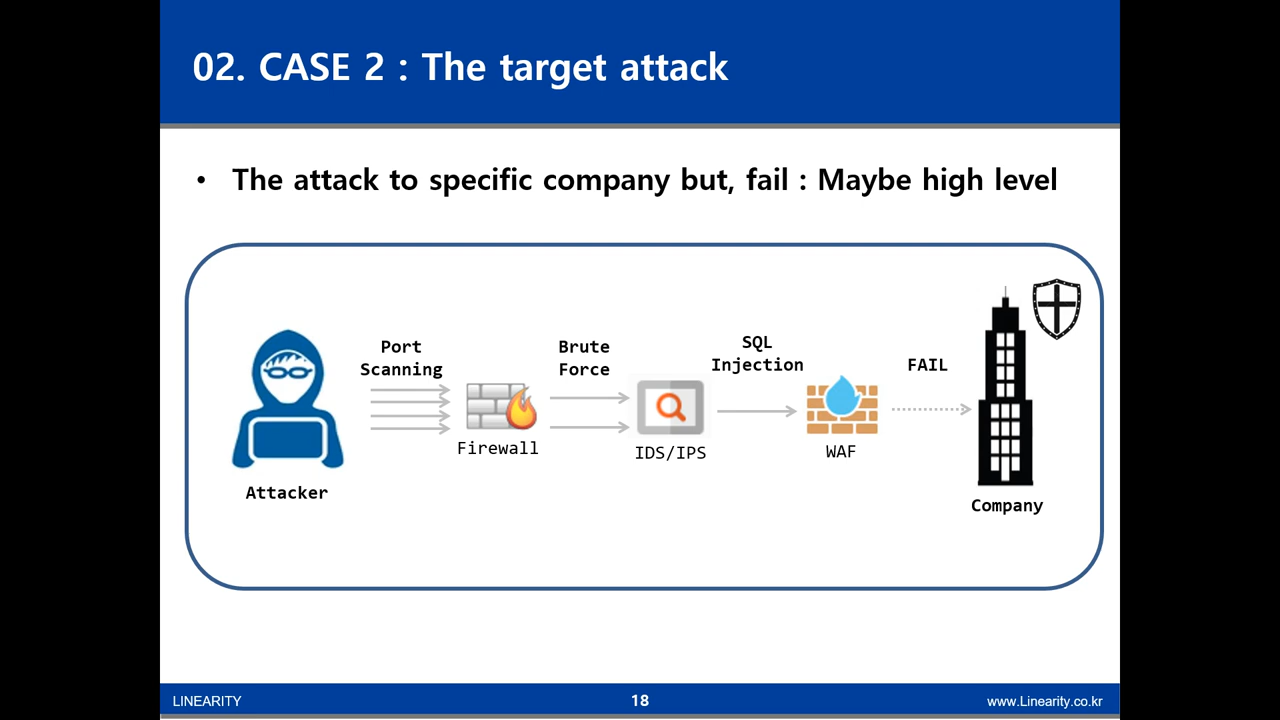 02. CASE 2 : The target attack
• The attack to specific company but, fail : Maybe high level
Port
Scanning
Brute
Force
SQL
Injection
FAIL
Firewall
IDS/IPS
WAF
Attacker
Company
LINEARITY
18
www.Linearity.co.kr